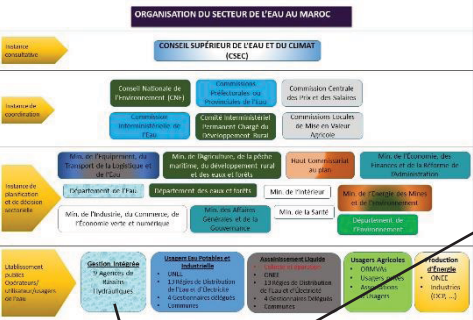 ORGANISATION DU SECTEUR DE L'EAU AU MAROC
Instance consultative
CONSEIL SUPÉRIEUR DE L'EAU ET DU CLIMAT
(CSEC)
Instance de coordination
Conseil Nationale de
l'Environnement (CNE)
Commissions
Préfectorales ou
Provinciales de l'Eau
Commission Centrale
des Prix et des Salaires
Commission
Interministérielle de
l'Eau
Comité Interministériel
Permanent Chargé du
Développement Rural
Commissions Locales
de Mise en Valeur
Agricole
Instance de
planification
et de décision
sectorielle
Min. de l'Equipement, du
Transport de la Logistique et
de l'Eau
Min. de l'Agriculture, de la pêche
maritime, du développement rural
et des eaux et forêts
Haut Commissariat
au plan
Min. de l'Économie, des
Finances et de la Réforme de
l'Administration
Département de l'Eau
Département des eaux et forêts
Min. de l'Intérieur
Min. de l'Energie des Mines
et de l'Environnement
Min. de l'Industrie, du Commerce, de
l'Économie verte et numérique
Min. des Affaires
Générales et de la
Gouvernance
Min. de la Santé
Département de
l'Environnement
Etablissement
publics
Opérateurs/
utilisateur/usagers
de l'eau
Gestion Intégrée
9 Agences de
Bassins
Hydrauliques
Usagers Eau Potables et
Industrielle
ONEE
13 Régies de Distribution
de l'Eau et d'Electricité
4 Gestionnaires délégués
Communes
Assainissement Liquide
ONEE
13 Régies de
Distribution de l'Eau
et d'Electricité
4 Gestionnaires
Délégués
Communes
Usagers Agricoles
ORMVAs
Usagers privés
Associations
d'Usagers
Production
d'Énergie
ONEE
Industries
(OCP, ...)